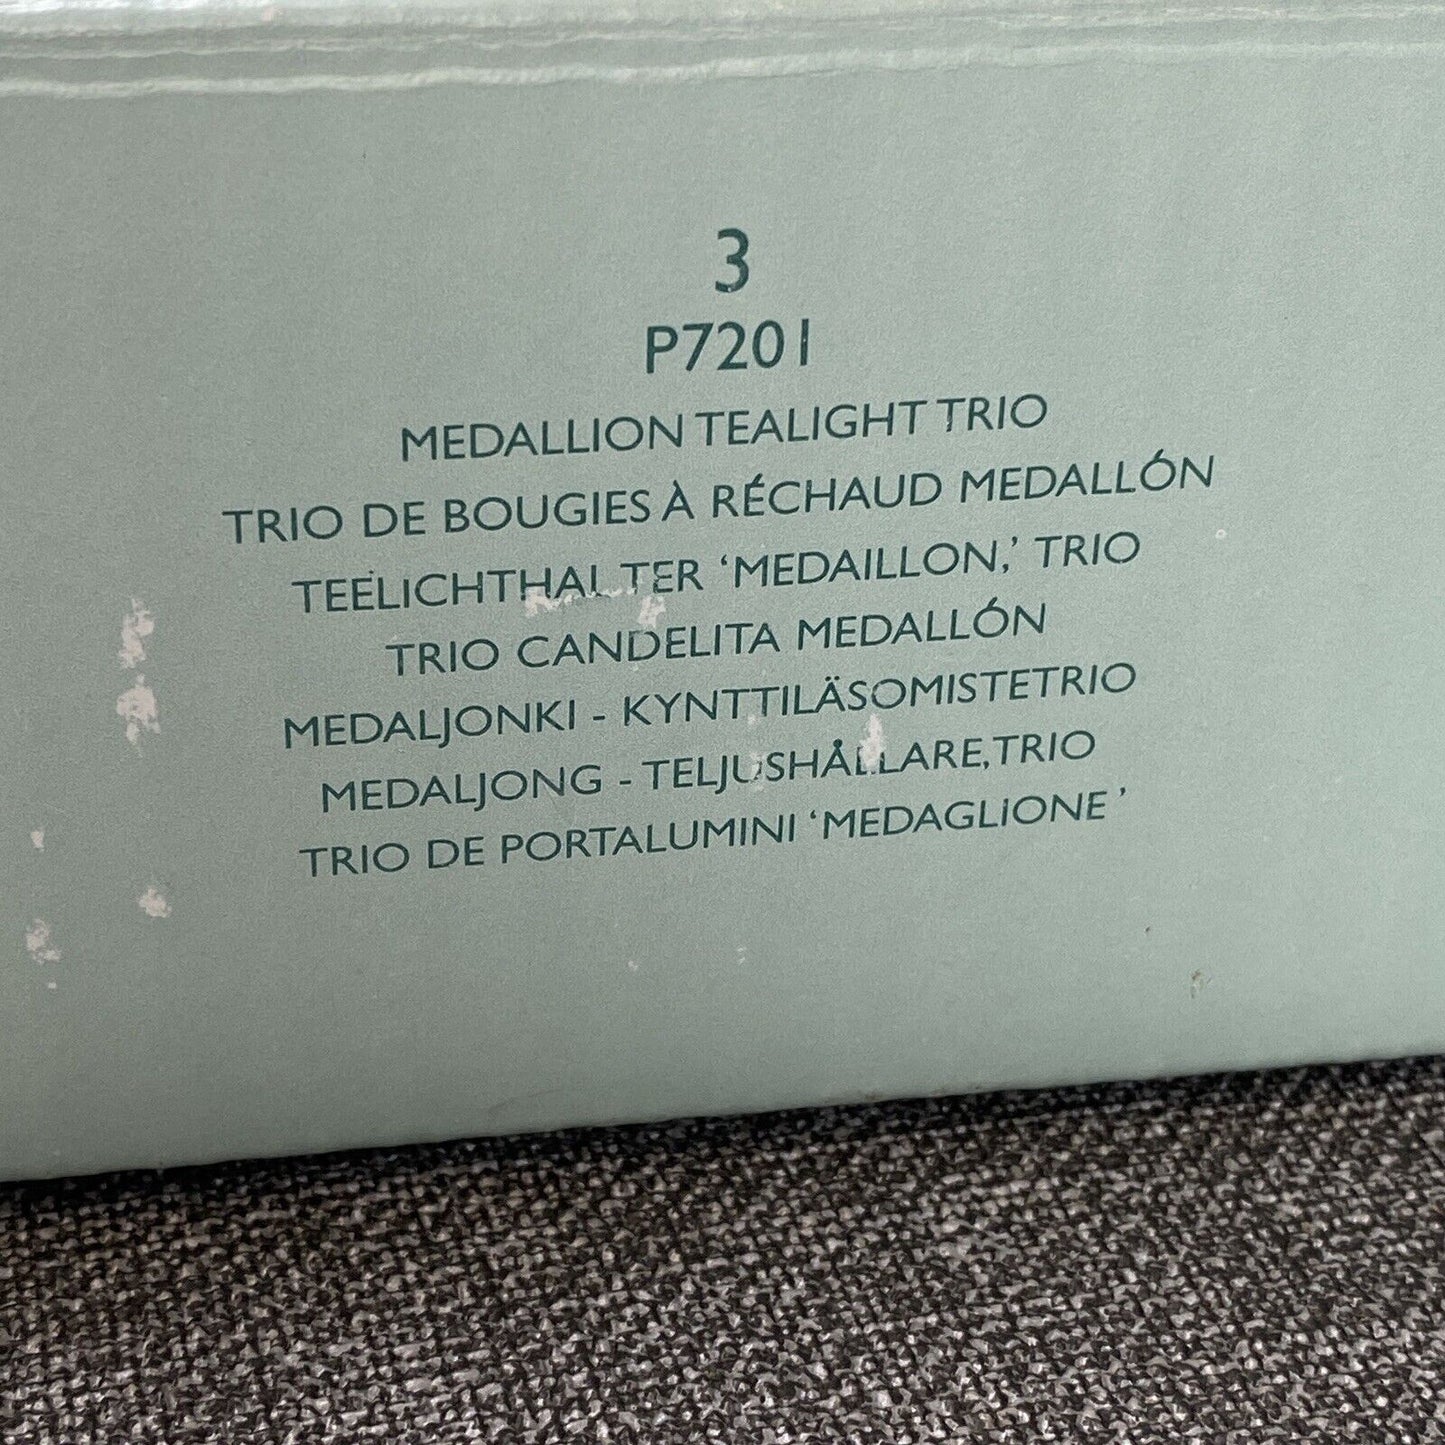 3
P7201
MEDALLION TEALIGHT TRIO
TRIO DE BOUGIES À RÉCHAUD MEDALLÓN
TEELICHTHALTER ‘MEDAILLON,’ TRIO
TRIO CANDELITA MEDALLÓN
MEDALJONKI - KYNTTILÄSOMISTETRIO
MEDALJONG - TELJUSHÅLLARE, TRIO
TRIO DE PORTALUMINI ‘MEDAGLiONE’